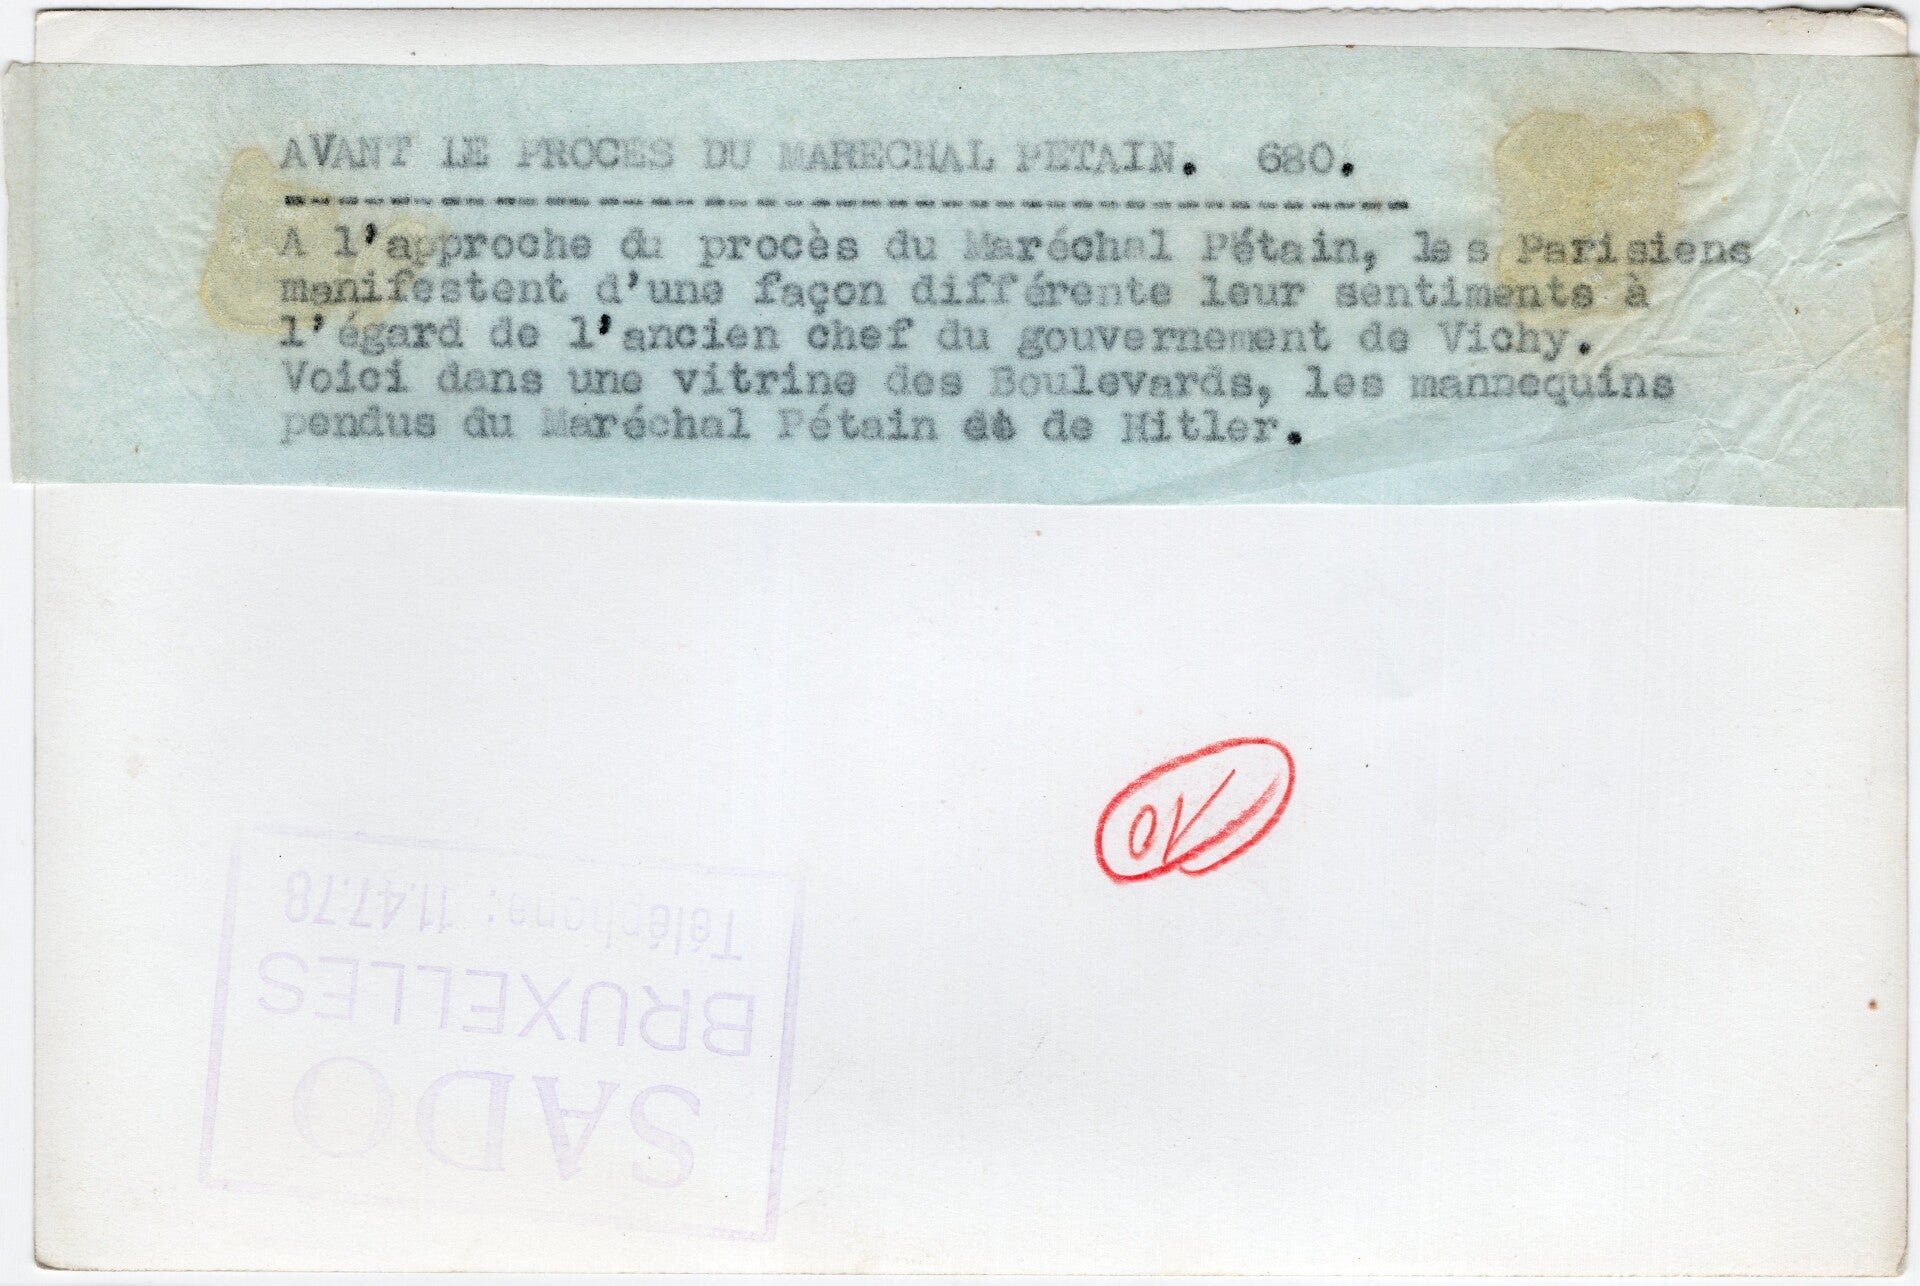 AVANT LE PROCES DU MARECHAL PETAIN. 680.
A l'approche du procès du Maréchal Pétain, les Parisiens
manifestent d'une façon différente leur sentiments à
l'égard de l'ancien chef du gouvernement de Vichy.
Voici dans une vitrine des Boulevards, les mannequins
pendus du Maréchal Pétain et de Hitler.
SADO
BRUXELLES
Téléphone: 11.47.78